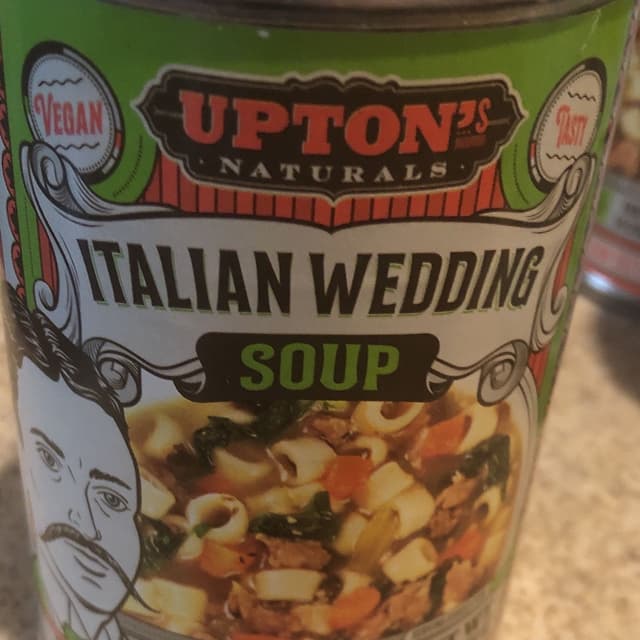 VEGAN
UPTON'S
NATURALS
TASTY
ITALIAN WEDDING
SOUP